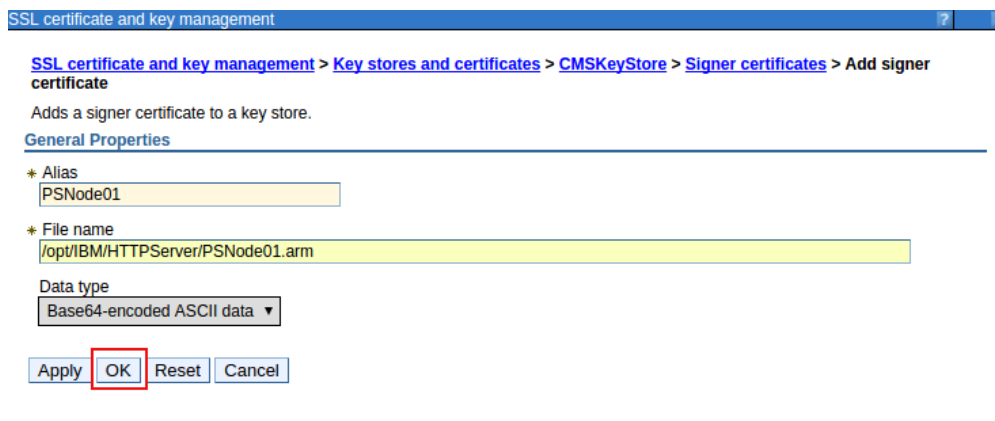 SSL certificate and key management ?
SSL certificate and key management > Key stores and certificates > CMSKeyStore > Signer certificates > Add signer
certificate
Adds a signer certificate to a key store.
General Properties
* Alias
PSNode01
* File name
/opt/IBM/HTTPServer/PSNode01.arm
Data type
Base64-encoded ASCII data ▼
Apply OK Reset Cancel